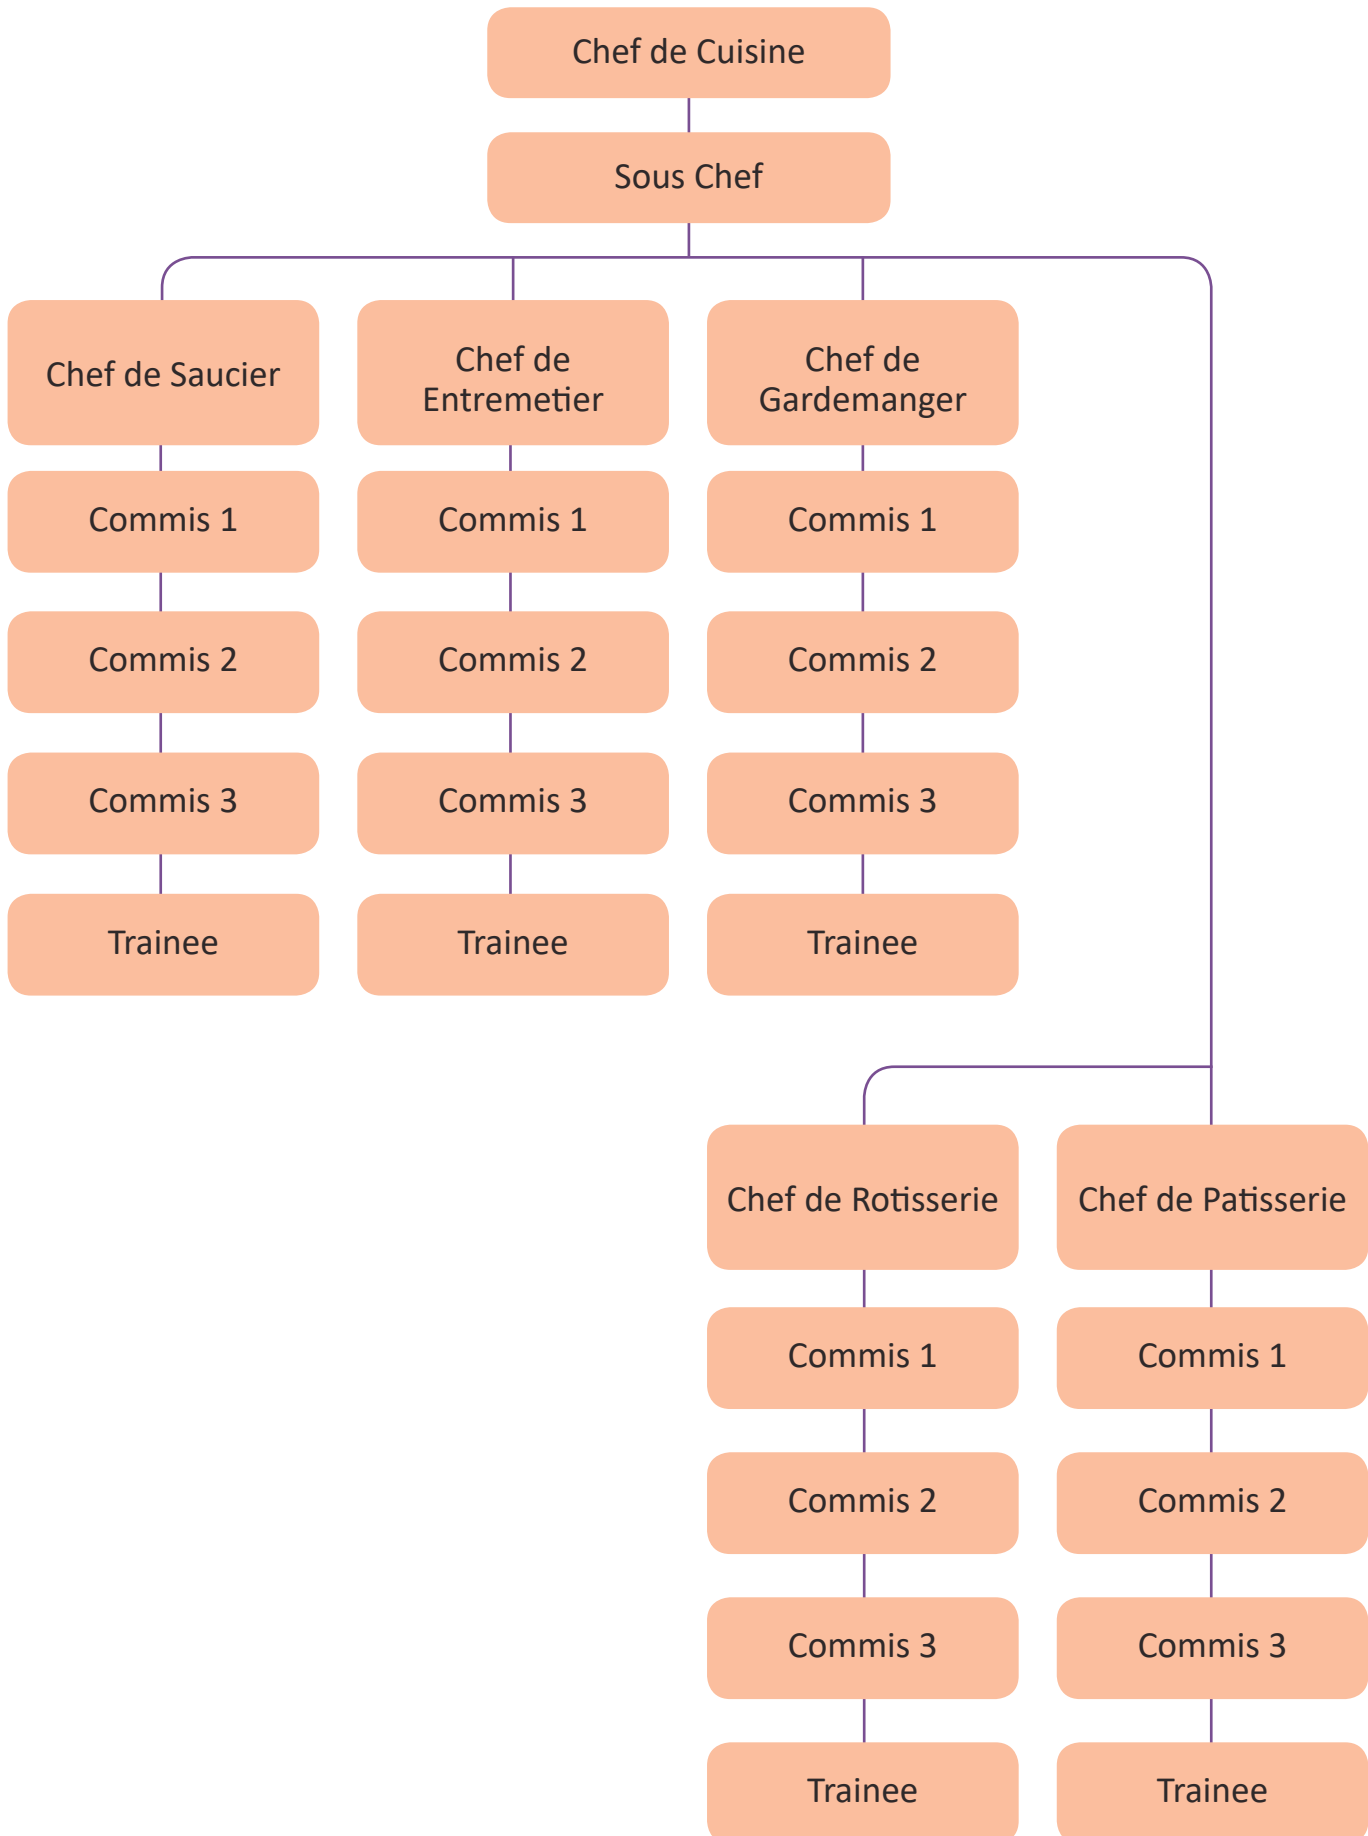 Chef de Cuisine
Sous Chef
Chef de Saucier
Chef de
Entremetier
Chef de
Gardemanger
Commis 1
Commis 1
Commis 1
Commis 2
Commis 2
Commis 2
Commis 3
Commis 3
Commis 3
Trainee
Trainee
Trainee
Chef de Rotisserie
Chef de Patisserie
Commis 1
Commis 1
Commis 2
Commis 2
Commis 3
Commis 3
Trainee
Trainee